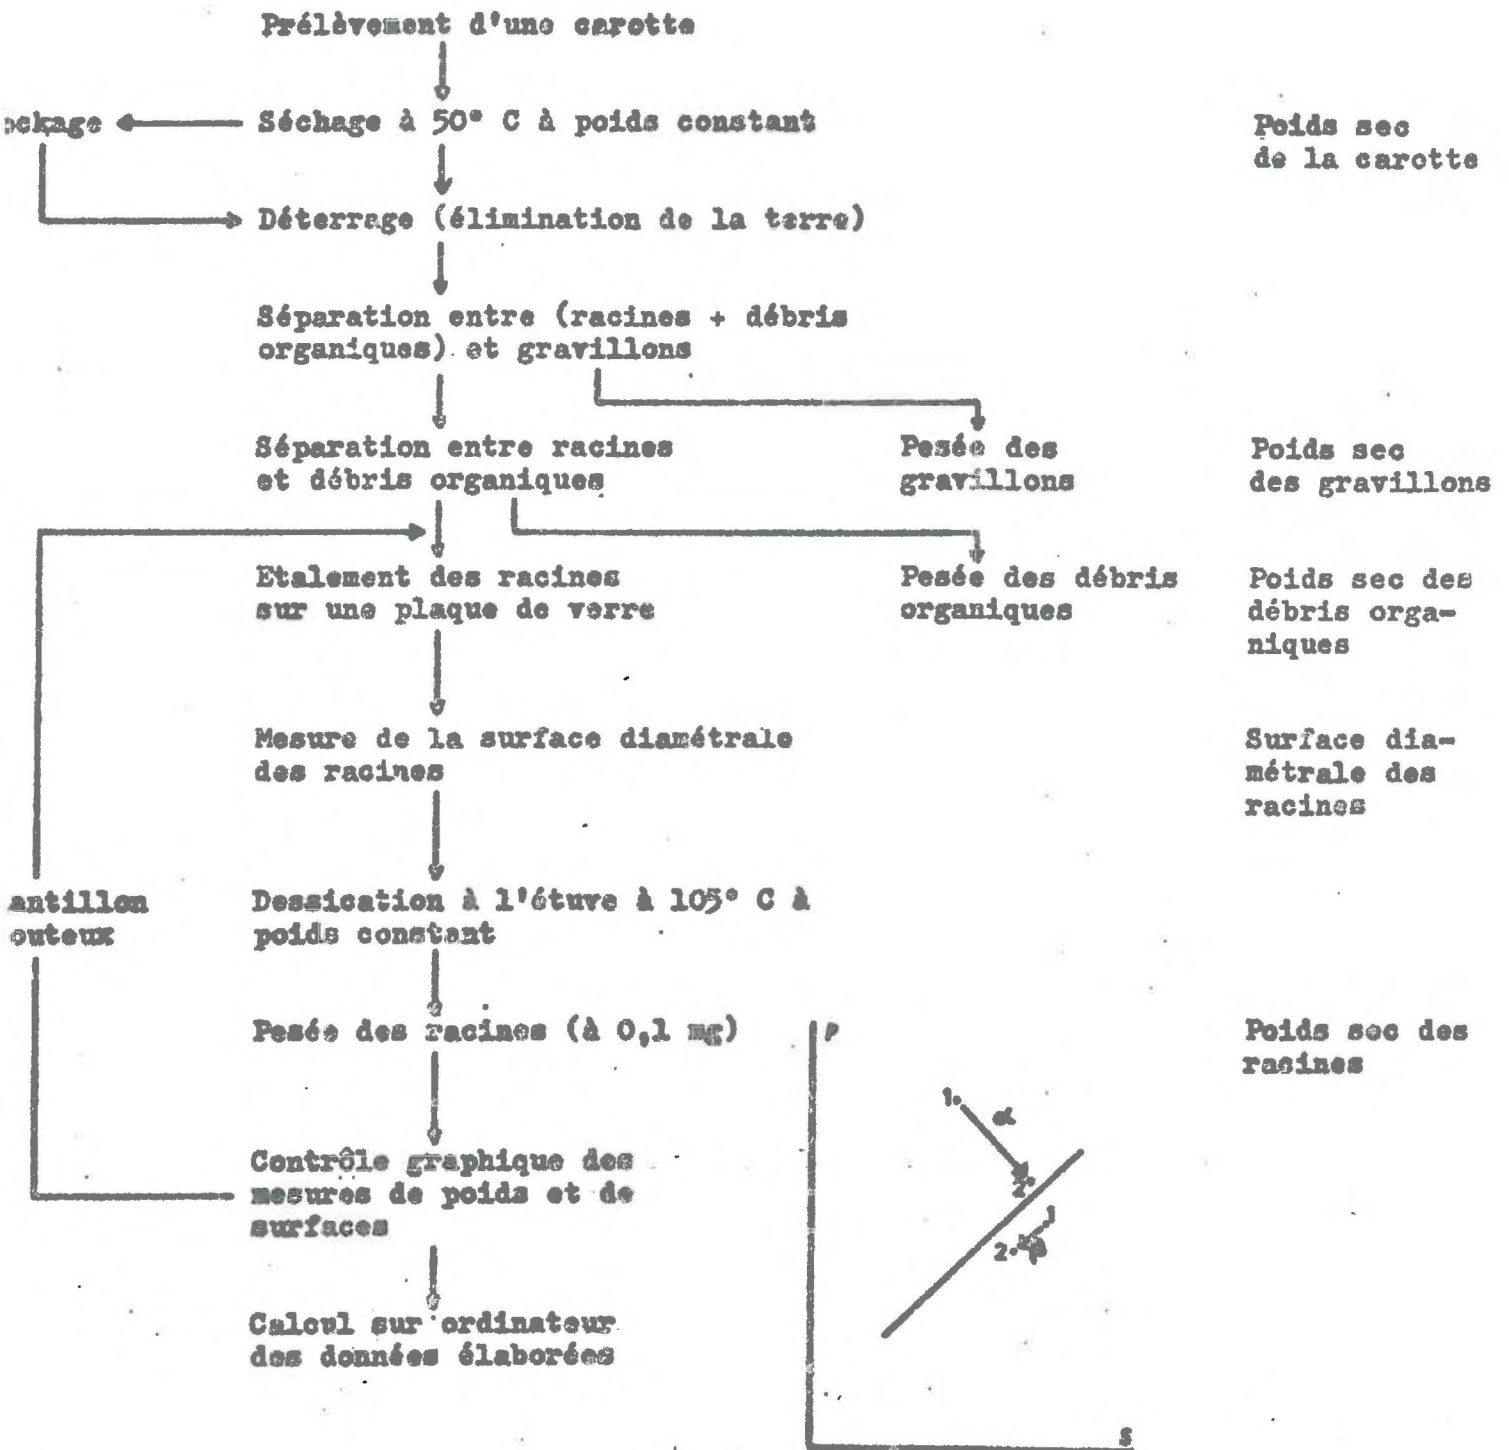 Prélèvement d'une carotte
Séchage à 50° C à poids constant
Poids sec
de la carotte
Déterrage (élimination de la terre)
Séparation entre (racines + débris
organiques) et gravillons
Séparation entre racines
et débris organiques
Pesée des
gravillons
Poids sec
des gravillons
Etalement des racines
sur une plaque de verre
Pesée des débris
organiques
Poids sec des
débris orga-
niques
Mesure de la surface diamétrale
des racines
Surface dia-
métrale des
racines
antillon
outeux
Dessication à l'étuve à 105° C à
poids constant
Pesée des racines (à 0,1 mg)
Poids sec des
racines
Contrôle graphique des
mesures de poids et de
surfaces
Calcul sur ordinateur
des données élaborées
P
1.
α
2.
1
2.
β
S